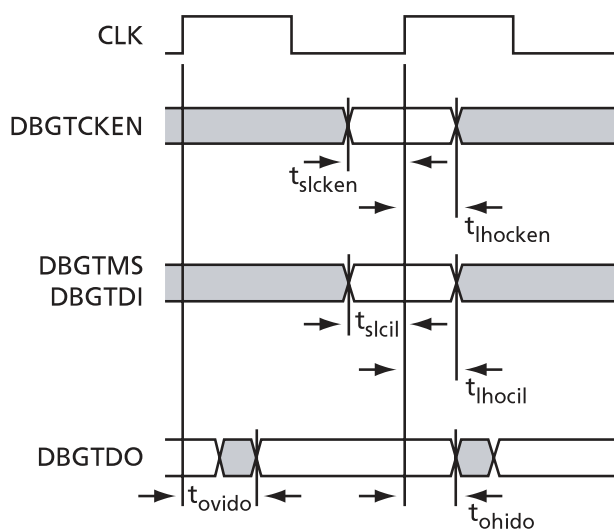 CLK
DBGTCKEN
tslcken
tlhocken
DBGTMS
DBGTDI
tslcil
tlhocil
DBGTDO
tovido
tohido